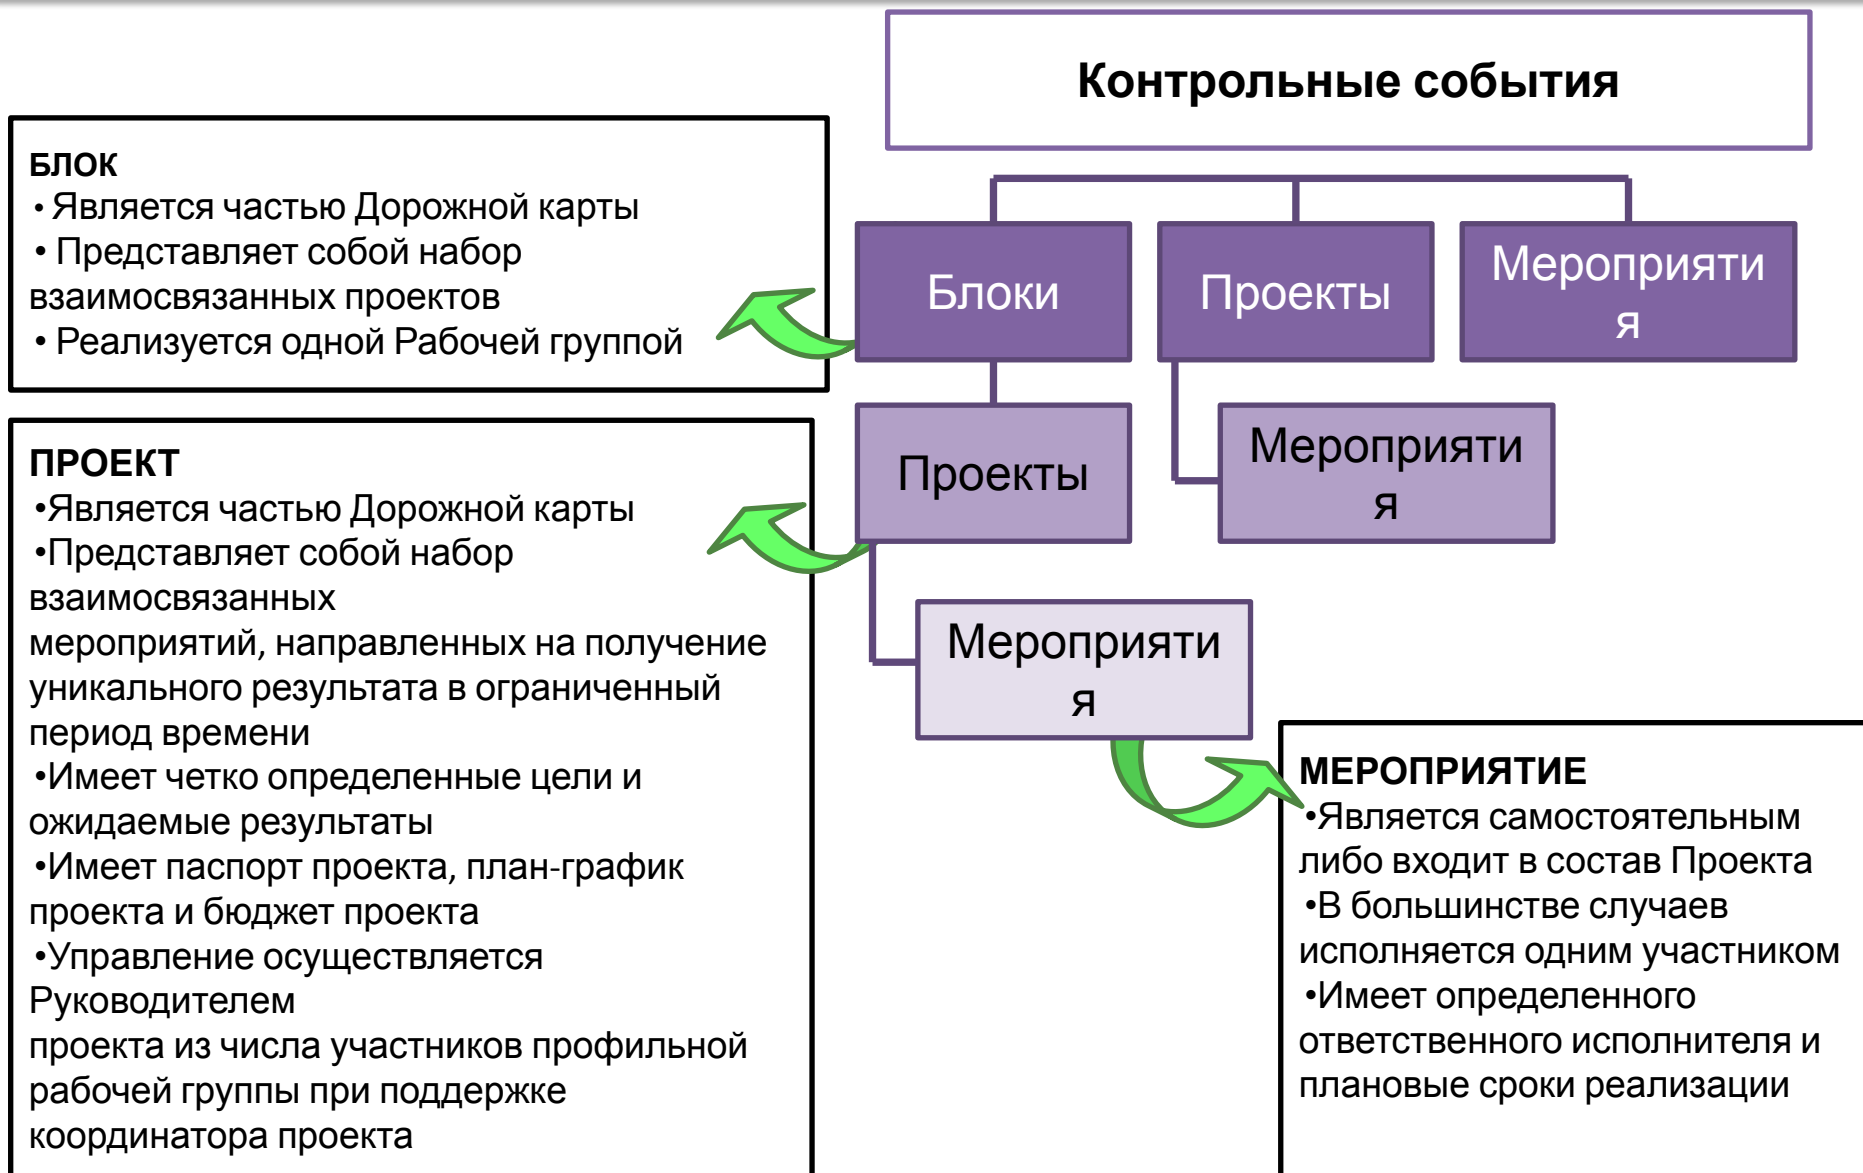 Контрольные события
БЛОК
• Является частью Дорожной карты
• Представляет собой набор
взаимосвязанных проектов
• Реализуется одной Рабочей группой
Блоки
Проекты
Мероприяти
я
Проекты
Мероприяти
я
Мероприяти
я
ПРОЕКТ
•Является частью Дорожной карты
•Представляет собой набор
взаимосвязанных
мероприятий, направленных на получение
уникального результата в ограниченный
период времени
•Имеет четко определенные цели и
ожидаемые результаты
•Имеет паспорт проекта, план-график
проекта и бюджет проекта
•Управление осуществляется
Руководителем
проекта из числа участников профильной
рабочей группы при поддержке
координатора проекта
МЕРОПРИЯТИЕ
•Является самостоятельным
либо входит в состав Проекта
•В большинстве случаев
исполняется одним участником
•Имеет определенного
ответственного исполнителя и
плановые сроки реализации